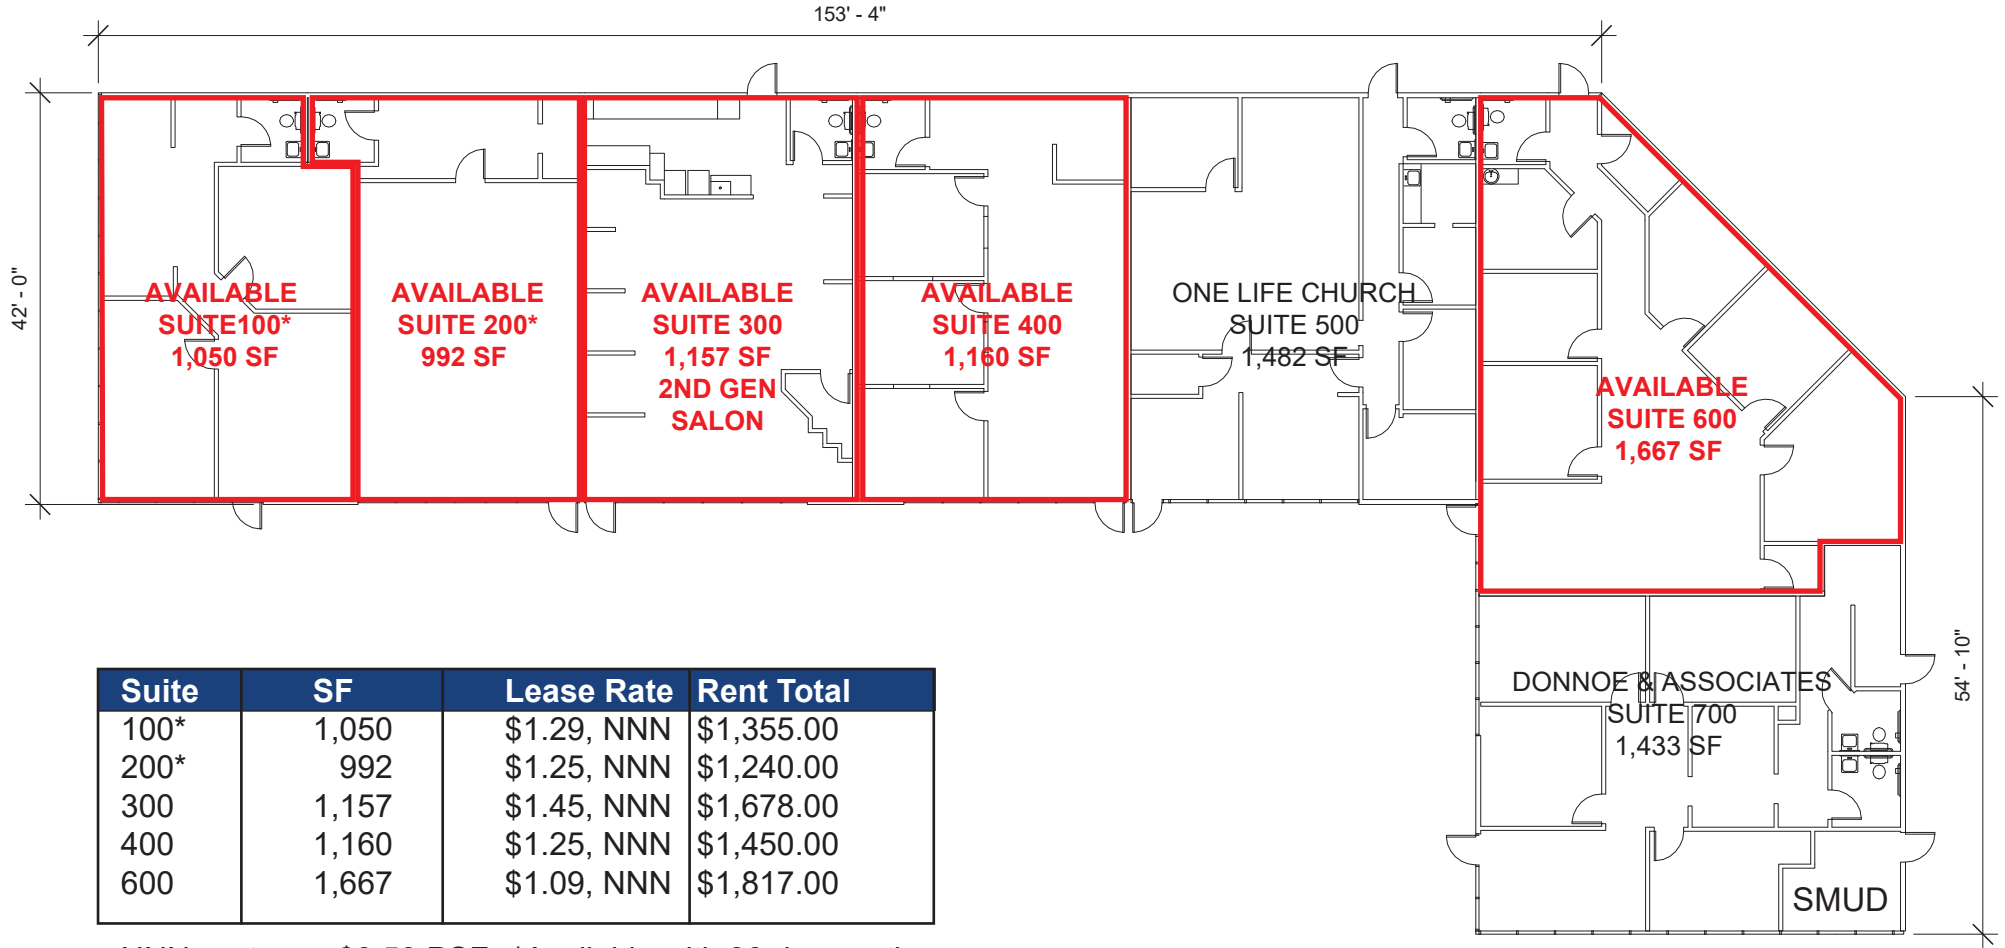 153' - 4"
42' - 0"
AVAILABLE
SUITE100*
1,050 SF
AVAILABLE
SUITE 200*
992 SF
AVAILABLE
SUITE 300
1,157 SF
2ND GEN
SALON
AVAILABLE
SUITE 400
1,160 SF
ONE LIFE CHURCH
SUITE 500
1,482 SF
AVAILABLE
SUITE 600
1,667 SF
54' - 10"
DONNOE & ASSOCIATES
SUITE 700
1,433 SF
SMUD
Suite SF Lease Rate Rent Total
100* 1,050 $1.29, NNN $1,355.00
200* 992 $1.25, NNN $1,240.00
300 1,157 $1.45, NNN $1,678.00
400 1,160 $1.25, NNN $1,450.00
600 1,667 $1.09, NNN $1,817.00